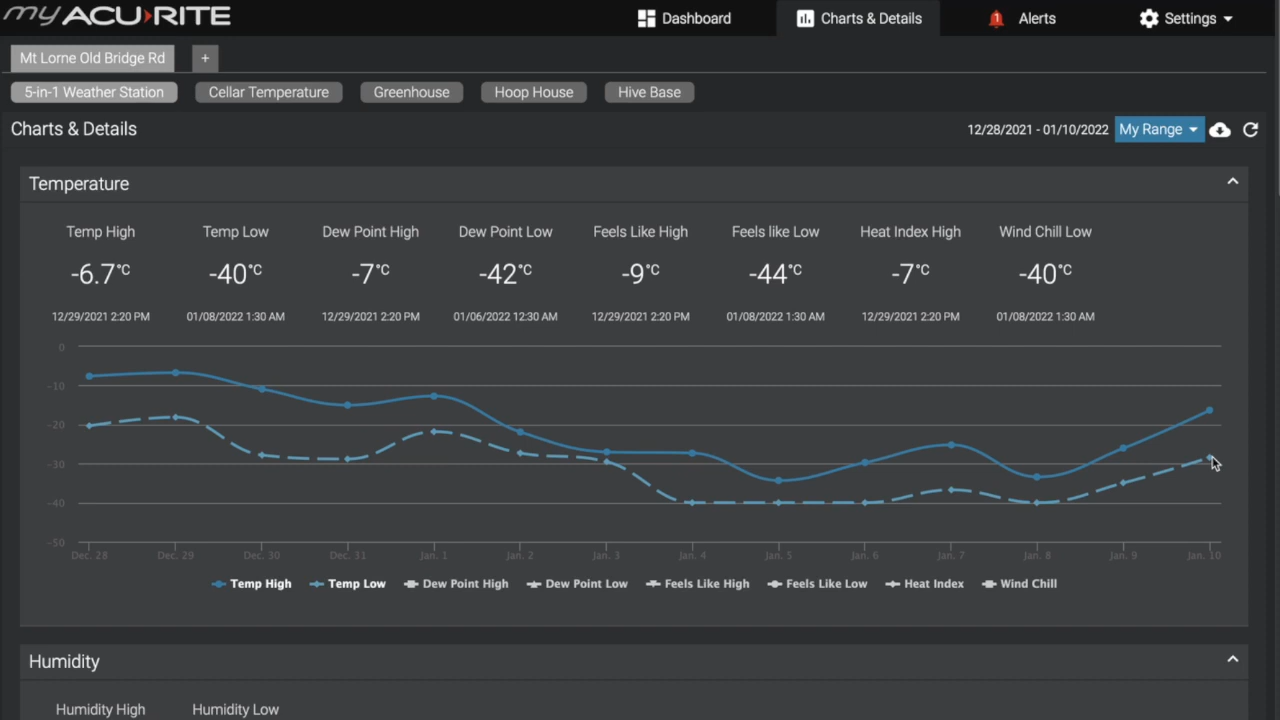 my ACU›RITE
Dashboard
Charts & Details
1
Alerts
Settings
Mt Lorne Old Bridge Rd
+
5-in-1 Weather Station
Cellar Temperature
Greenhouse
Hoop House
Hive Base
Charts & Details
12/28/2021 - 01/10/2022
My Range
Temperature
Temp High
Temp Low
Dew Point High
Dew Point Low
Feels Like High
Feels like Low
Heat Index High
Wind Chill Low
-6.7°C
-40°C
-7°C
-42°C
-9°C
-44°C
-7°C
-40°C
12/29/2021 2:20 PM
01/08/2022 1:30 AM
12/29/2021 2:20 PM
01/06/2022 12:30 AM
12/29/2021 2:20 PM
01/08/2022 1:30 AM
12/29/2021 2:20 PM
01/08/2022 1:30 AM
0
-10
-20
-30
-40
-50
Dec. 28
Dec. 29
Dec. 30
Dec. 31
Jan. 1
Jan. 2
Jan. 3
Jan. 4
Jan. 5
Jan. 6
Jan. 7
Jan. 8
Jan. 9
Jan. 10
Temp High
Temp Low
Dew Point High
Dew Point Low
Feels Like High
Feels Like Low
Heat Index
Wind Chill
Humidity
Humidity High
Humidity Low